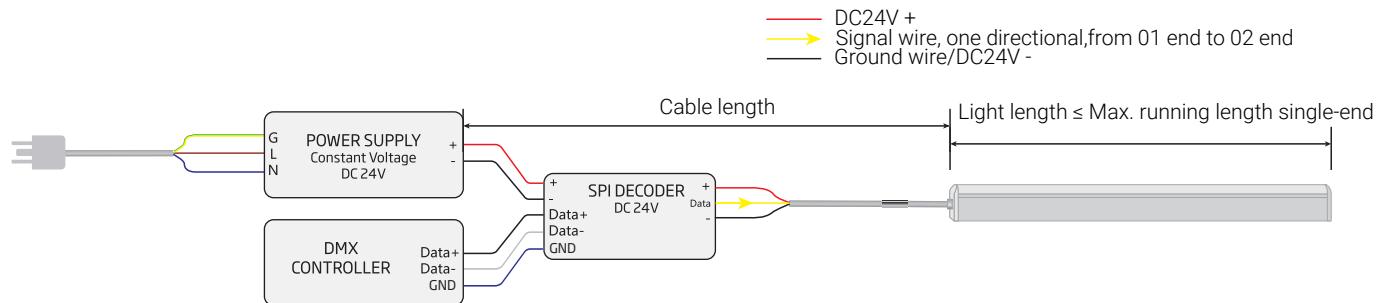 DC24V +
Signal wire, one directional,from 01 end to 02 end
Ground wire/DC24V -
Cable length
Light length ≤ Max. running length single-end
G
L
N
POWER SUPPLY
Constant Voltage
DC 24V
+
-
+
-
Data+
Data-
GND
SPI DECODER
DC 24V
+
Data
-
DMX
CONTROLLER
Data+
Data-
GND